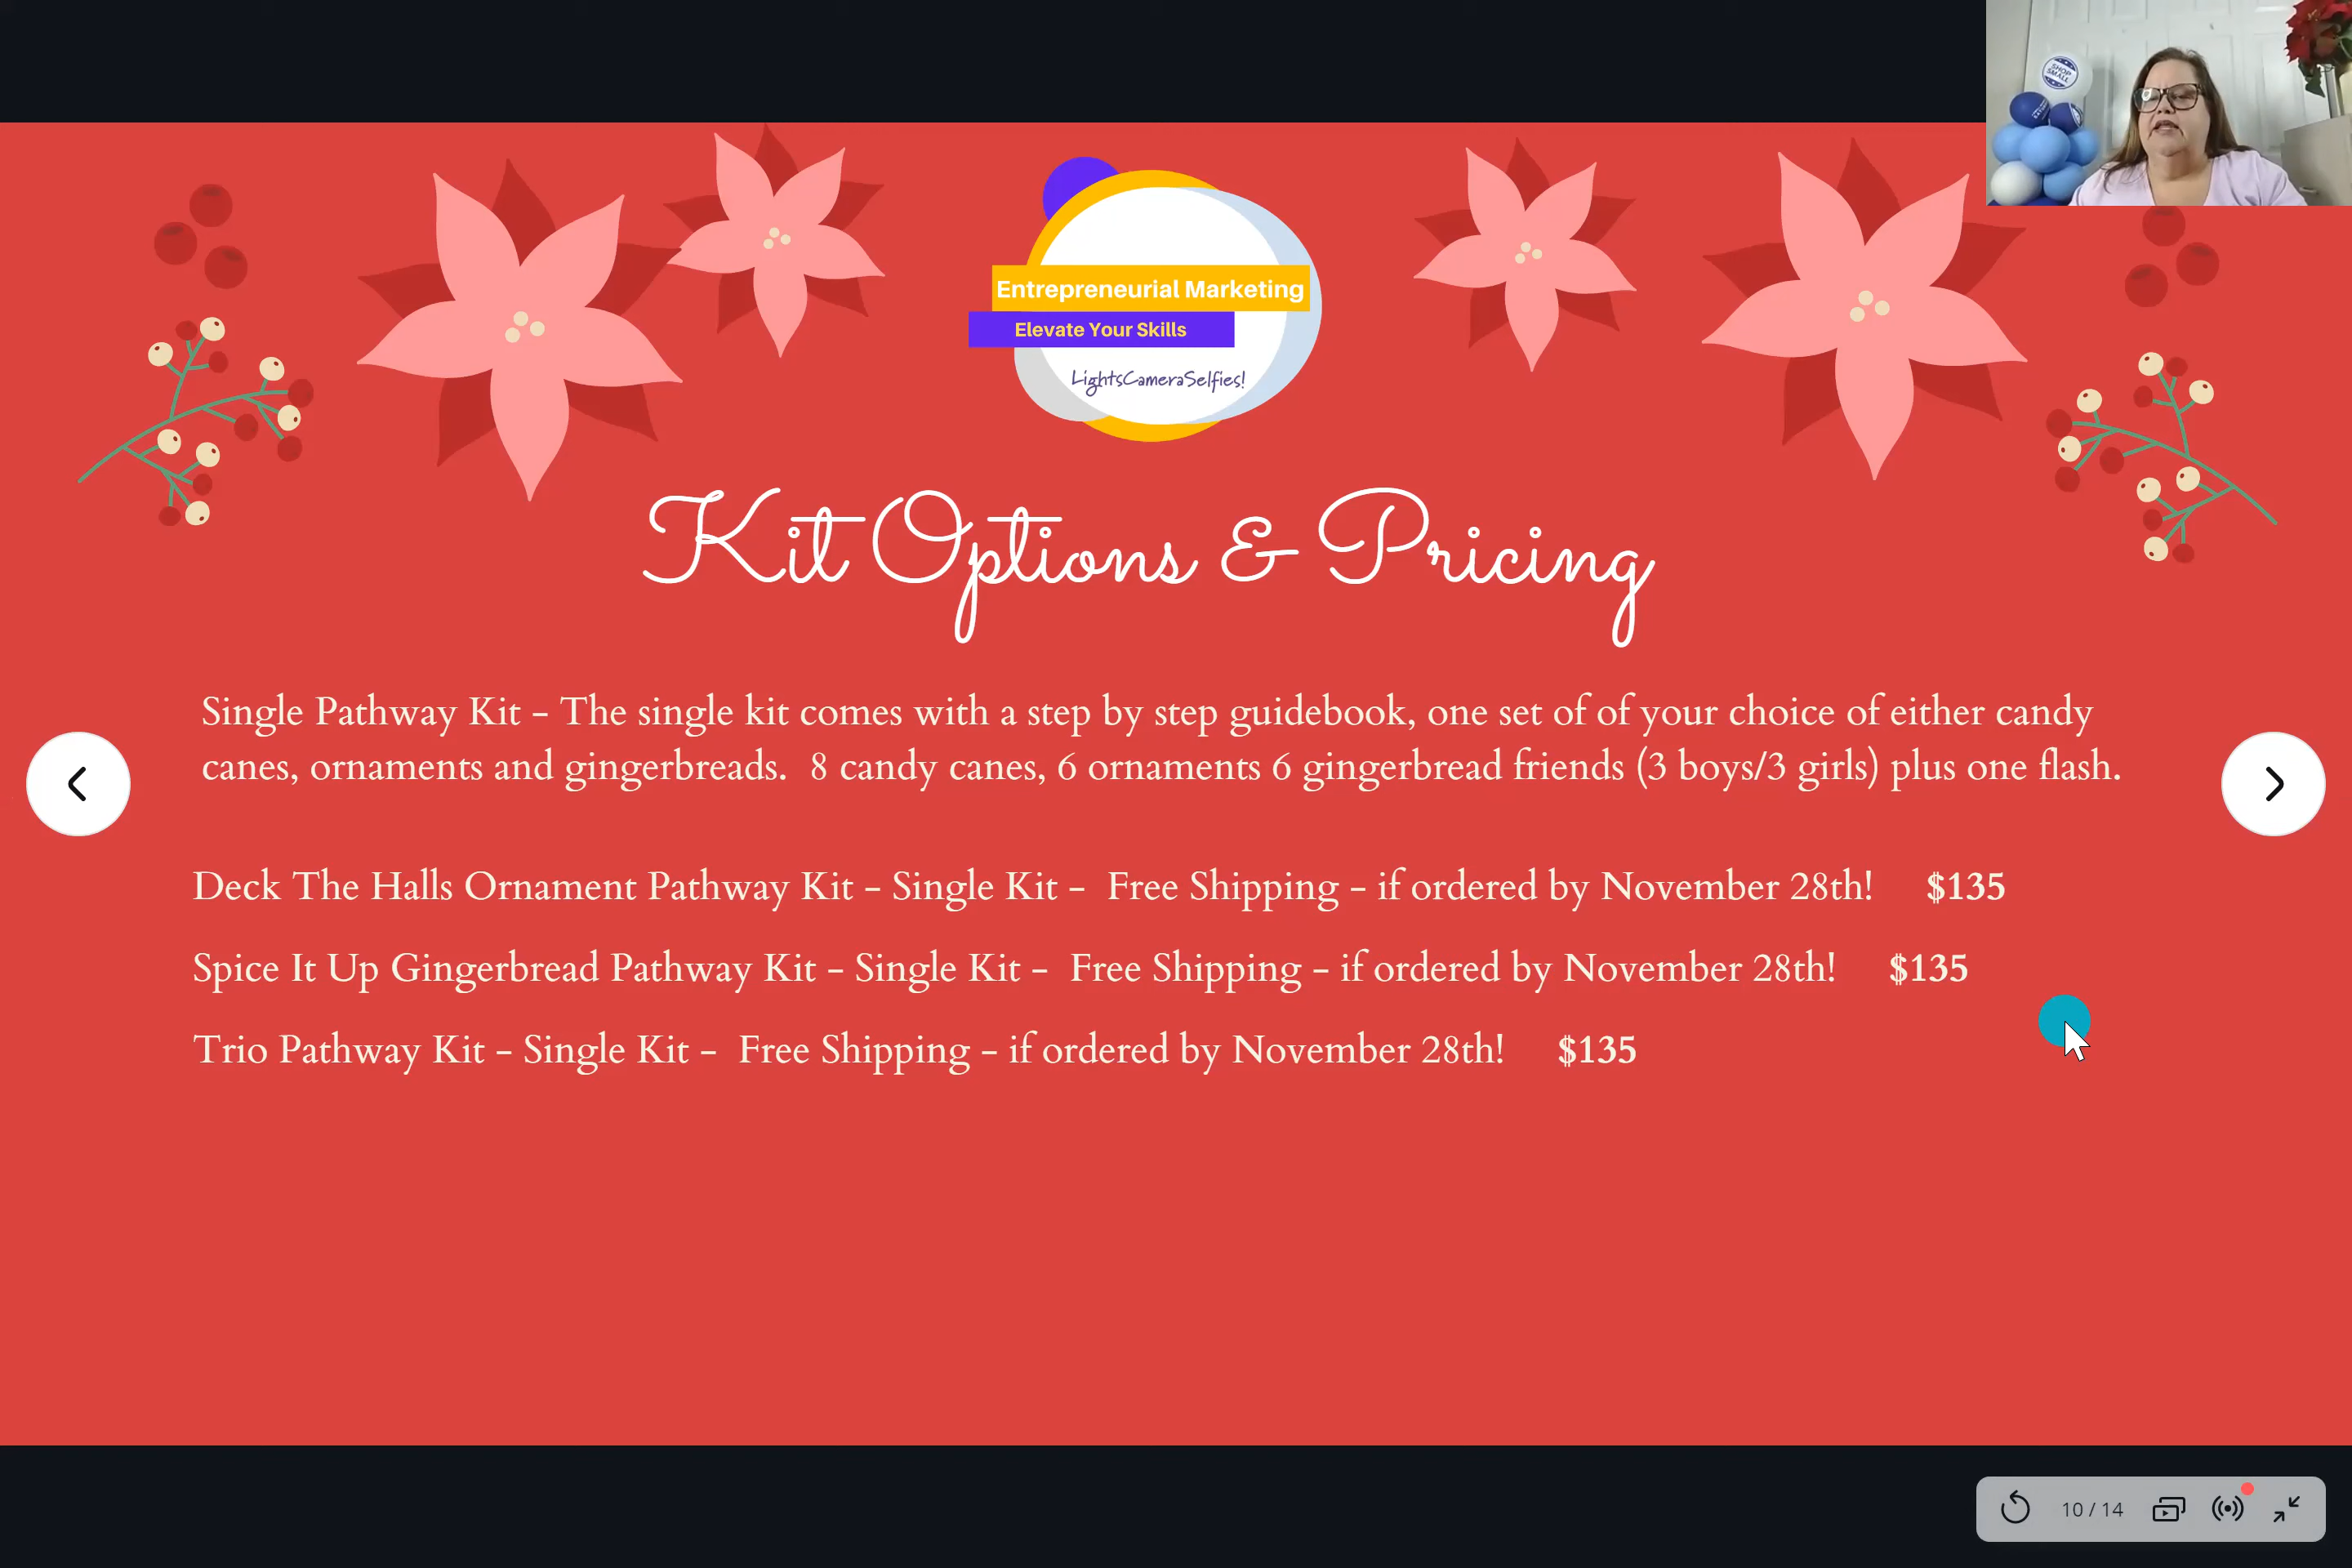 SHOP
SMALL
Entrepreneurial Marketing
Elevate Your Skills
LightsCameraSelfies!
Kit Options & Pricing
Single Pathway Kit - The single kit comes with a step by step guidebook, one set of of your choice of either candy
canes, ornaments and gingerbreads. 8 candy canes, 6 ornaments 6 gingerbread friends (3 boys/3 girls) plus one flash.
Deck The Halls Ornament Pathway Kit - Single Kit - Free Shipping - if ordered by November 28th! $135
Spice It Up Gingerbread Pathway Kit - Single Kit - Free Shipping - if ordered by November 28th! $135
Trio Pathway Kit - Single Kit - Free Shipping - if ordered by November 28th! $135
10 / 14